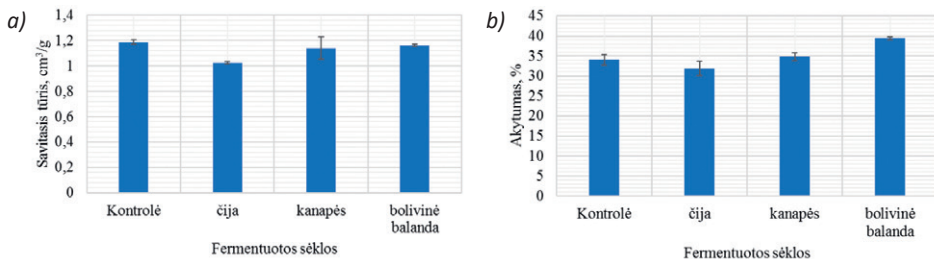 a)
Savitasis tūris, cm³/g
1,4
1,2
1
0,8
0,6
0,4
0,2
0
Kontrolė
čija
kanapės
bolivinė
balanda
Fermentuotos sėklos
b)
Akytumas, %
45
40
35
30
25
20
15
10
5
0
Kontrolė
čija
kanapės
bolivinė
balanda
Fermentuotos sėklos